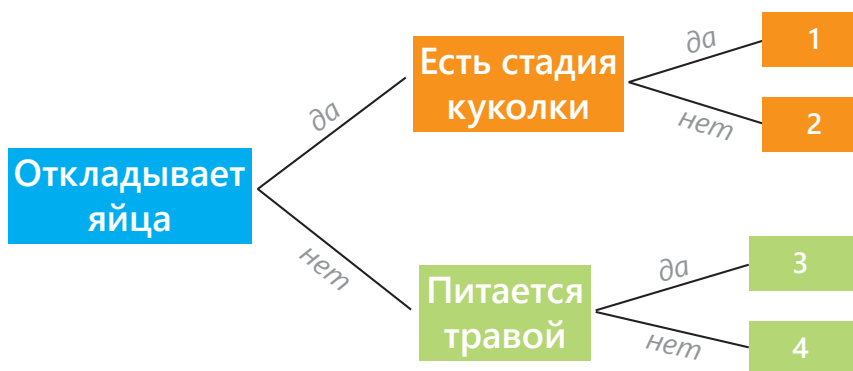 Откладывает
яйца
да
нет
Есть стадия
куколки
да
1
нет
2
Питается
травой
да
3
нет
4